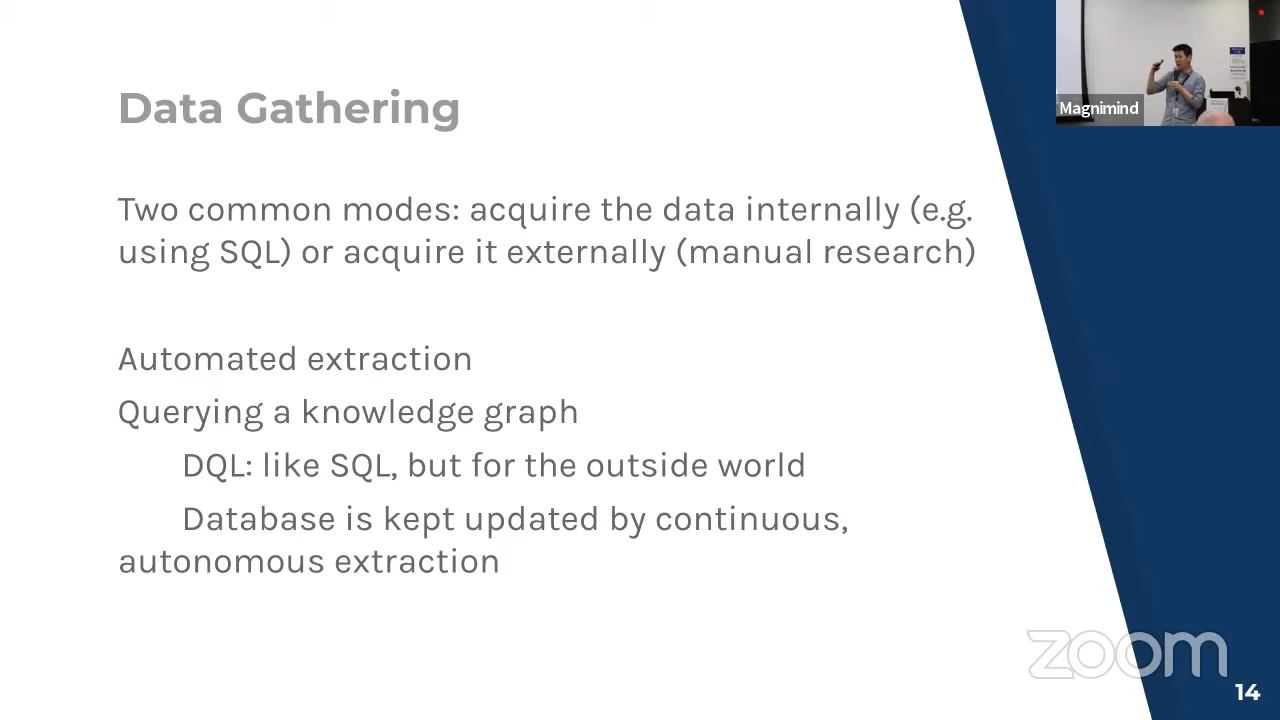 Magnimind
Data Gathering
Two common modes: acquire the data internally (e.g.
using SQL) or acquire it externally (manual research)
Automated extraction
Querying a knowledge graph
DQL: like SQL, but for the outside world
Database is kept updated by continuous,
autonomous extraction
zoom
14